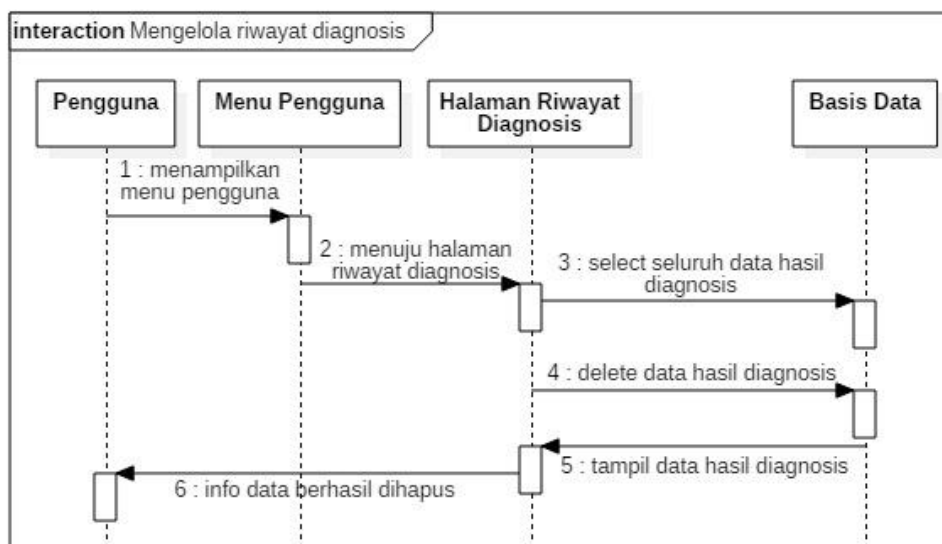 interaction Mengelola riwayat diagnosis
Pengguna
Menu Pengguna
Halaman Riwayat
Diagnosis
Basis Data
1 : menampilkan
menu pengguna
2 : menuju halaman
riwayat diagnosis
3 : select seluruh data hasil
diagnosis
4 : delete data hasil diagnosis
5 : tampil data hasil diagnosis
6 : info data berhasil dihapus